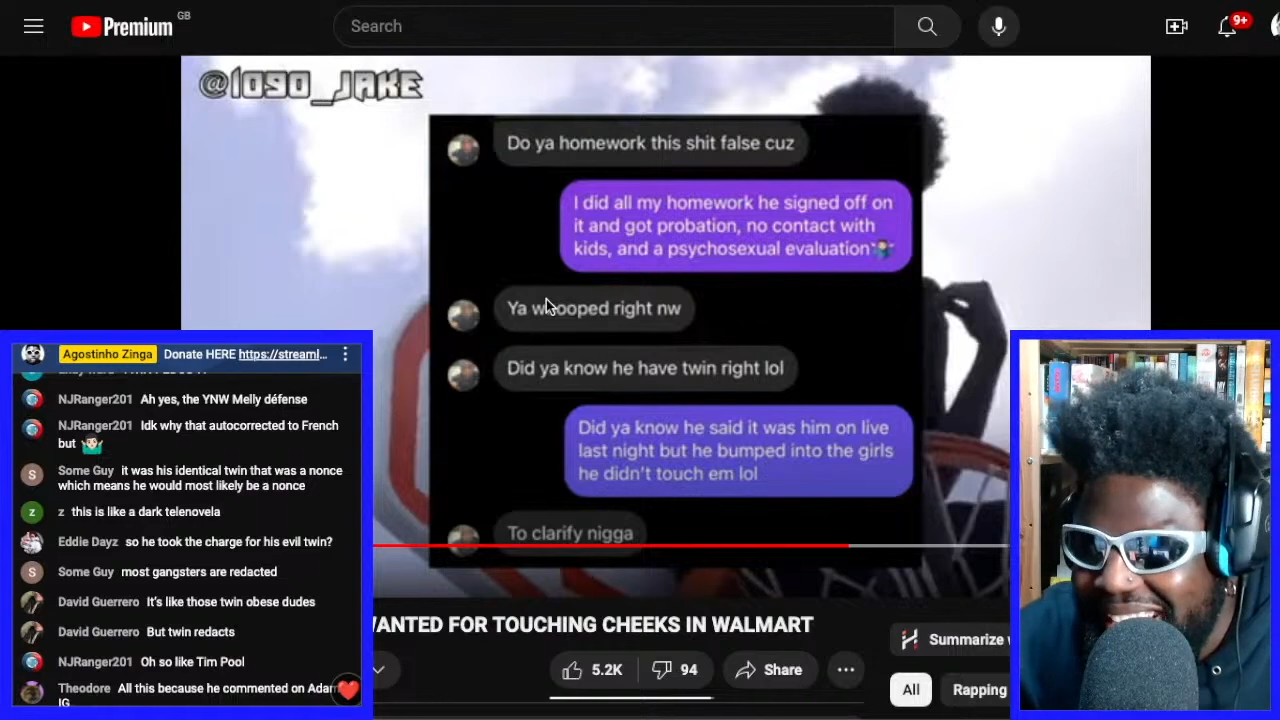 Premium
GB
Search
9+
@1090_JAKE
Do ya homework this shit false cuz
I did all my homework he signed off on
it and got probation, no contact with
kids, and a psychosexual evaluation🤷🏽‍♂️
Ya whooped right nw
Did ya know he have twin right lol
Did ya know he said it was him on live
last night but he bumped into the girls
he didn't touch em lol
To clarify nigga
Agostinho Zinga Donate HERE https://streaml...
NJRanger201 Ah yes, the YNW Melly défense
NJRanger201 Idk why that autocorrected to French
but 🤷🏻‍♂️
Some Guy it was his identical twin that was a nonce
which means he would most likely be a nonce
z this is like a dark telenovela
Eddie Dayz so he took the charge for his evil twin?
Some Guy most gangsters are redacted
David Guerrero It's like those twin obese dudes
David Guerrero But twin redacts
NJRanger201 Oh so like Tim Pool
Theodore All this because he commented on Adam
IG
ANTED FOR TOUCHING CHEEKS IN WALMART
5.2K
94
Share
Summarize
All
Rapping